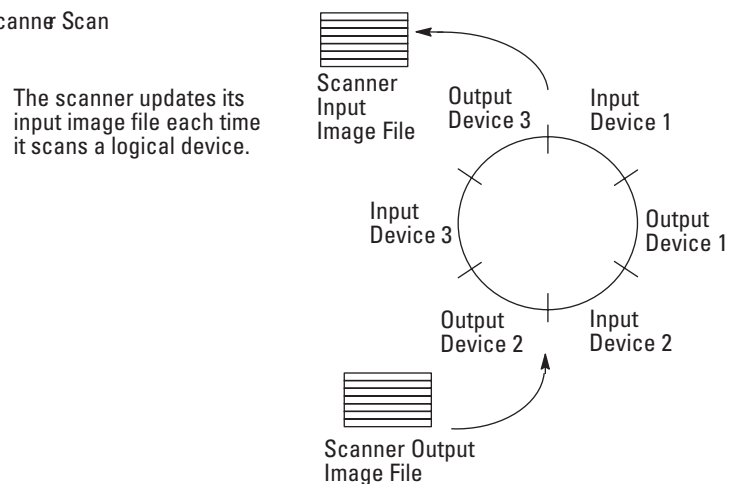 canner Scan
The scanner updates its
input image file each time
it scans a logical device.
Scanner
Input
Image File
Output
Device 3
Input
Device 1
Input
Device 3
Output
Device 1
Output
Device 2
Input
Device 2
Scanner Output
Image File